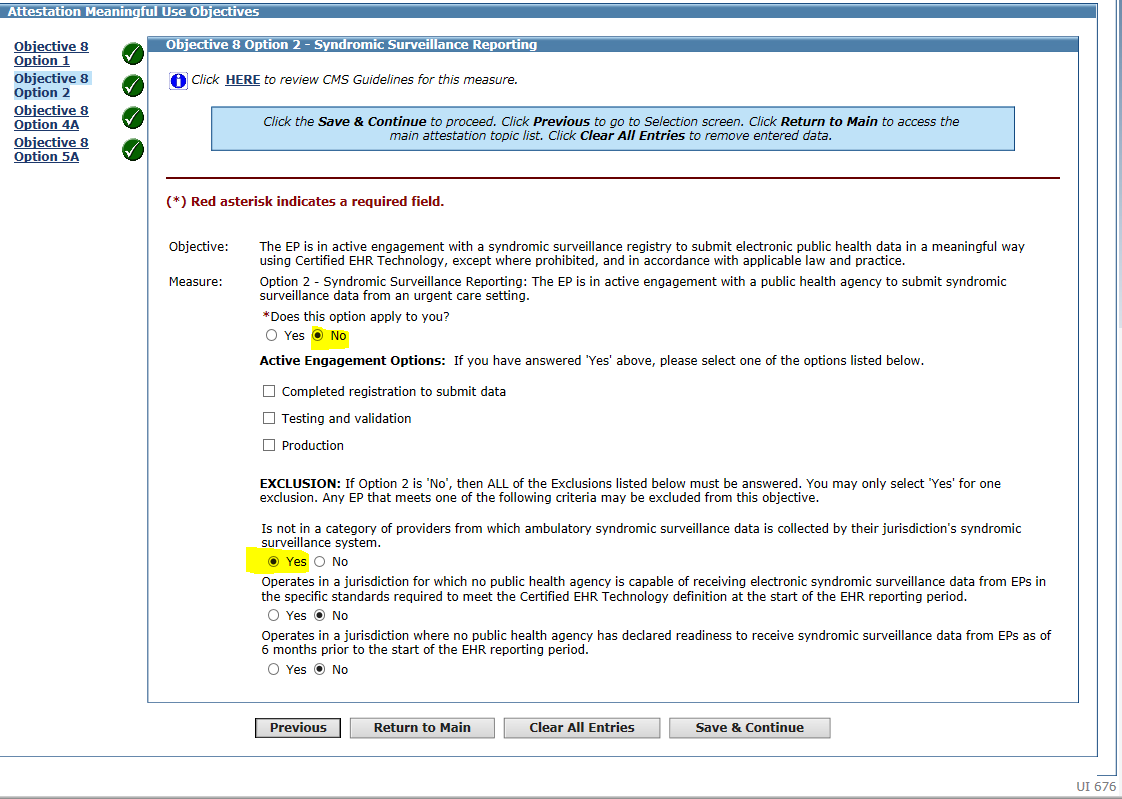 Attestation Meaningful Use Objectives
Objective 8
Option 1
Objective 8
Option 2
Objective 8
Option 4A
Objective 8
Option 5A
Objective 8 Option 2 - Syndromic Surveillance Reporting
Click HERE to review CMS Guidelines for this measure.
Click the Save & Continue to proceed. Click Previous to go to Selection screen. Click Return to Main to access the
main attestation topic list. Click Clear All Entries to remove entered data.
(*) Red asterisk indicates a required field.
Objective: The EP is in active engagement with a syndromic surveillance registry to submit electronic public health data in a meaningful way
using Certified EHR Technology, except where prohibited, and in accordance with applicable law and practice.
Measure: Option 2 - Syndromic Surveillance Reporting: The EP is in active engagement with a public health agency to submit syndromic
surveillance data from an urgent care setting.
*Does this option apply to you?
Yes No
Active Engagement Options: If you have answered 'Yes' above, please select one of the options listed below.
Completed registration to submit data
Testing and validation
Production
EXCLUSION: If Option 2 is 'No', then ALL of the Exclusions listed below must be answered. You may only select 'Yes' for one
exclusion. Any EP that meets one of the following criteria may be excluded from this objective.
Is not in a category of providers from which ambulatory syndromic surveillance data is collected by their jurisdiction's syndromic
surveillance system.
Yes No
Operates in a jurisdiction for which no public health agency is capable of receiving electronic syndromic surveillance data from EPs in
the specific standards required to meet the Certified EHR Technology definition at the start of the EHR reporting period.
Yes No
Operates in a jurisdiction where no public health agency has declared readiness to receive syndromic surveillance data from EPs as of
6 months prior to the start of the EHR reporting period.
Yes No
Previous Return to Main Clear All Entries Save & Continue
UI 676